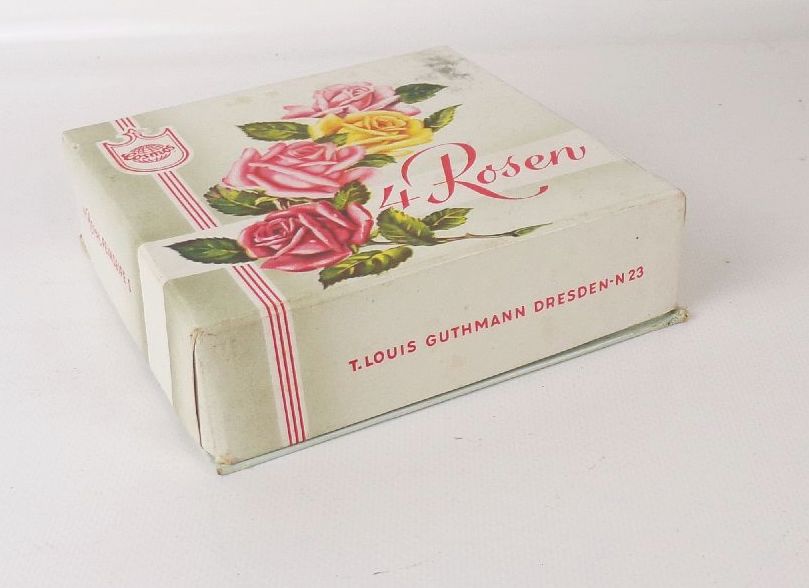 4 Rosen
T. LOUIS GUTHMANN DRESDEN-N 23